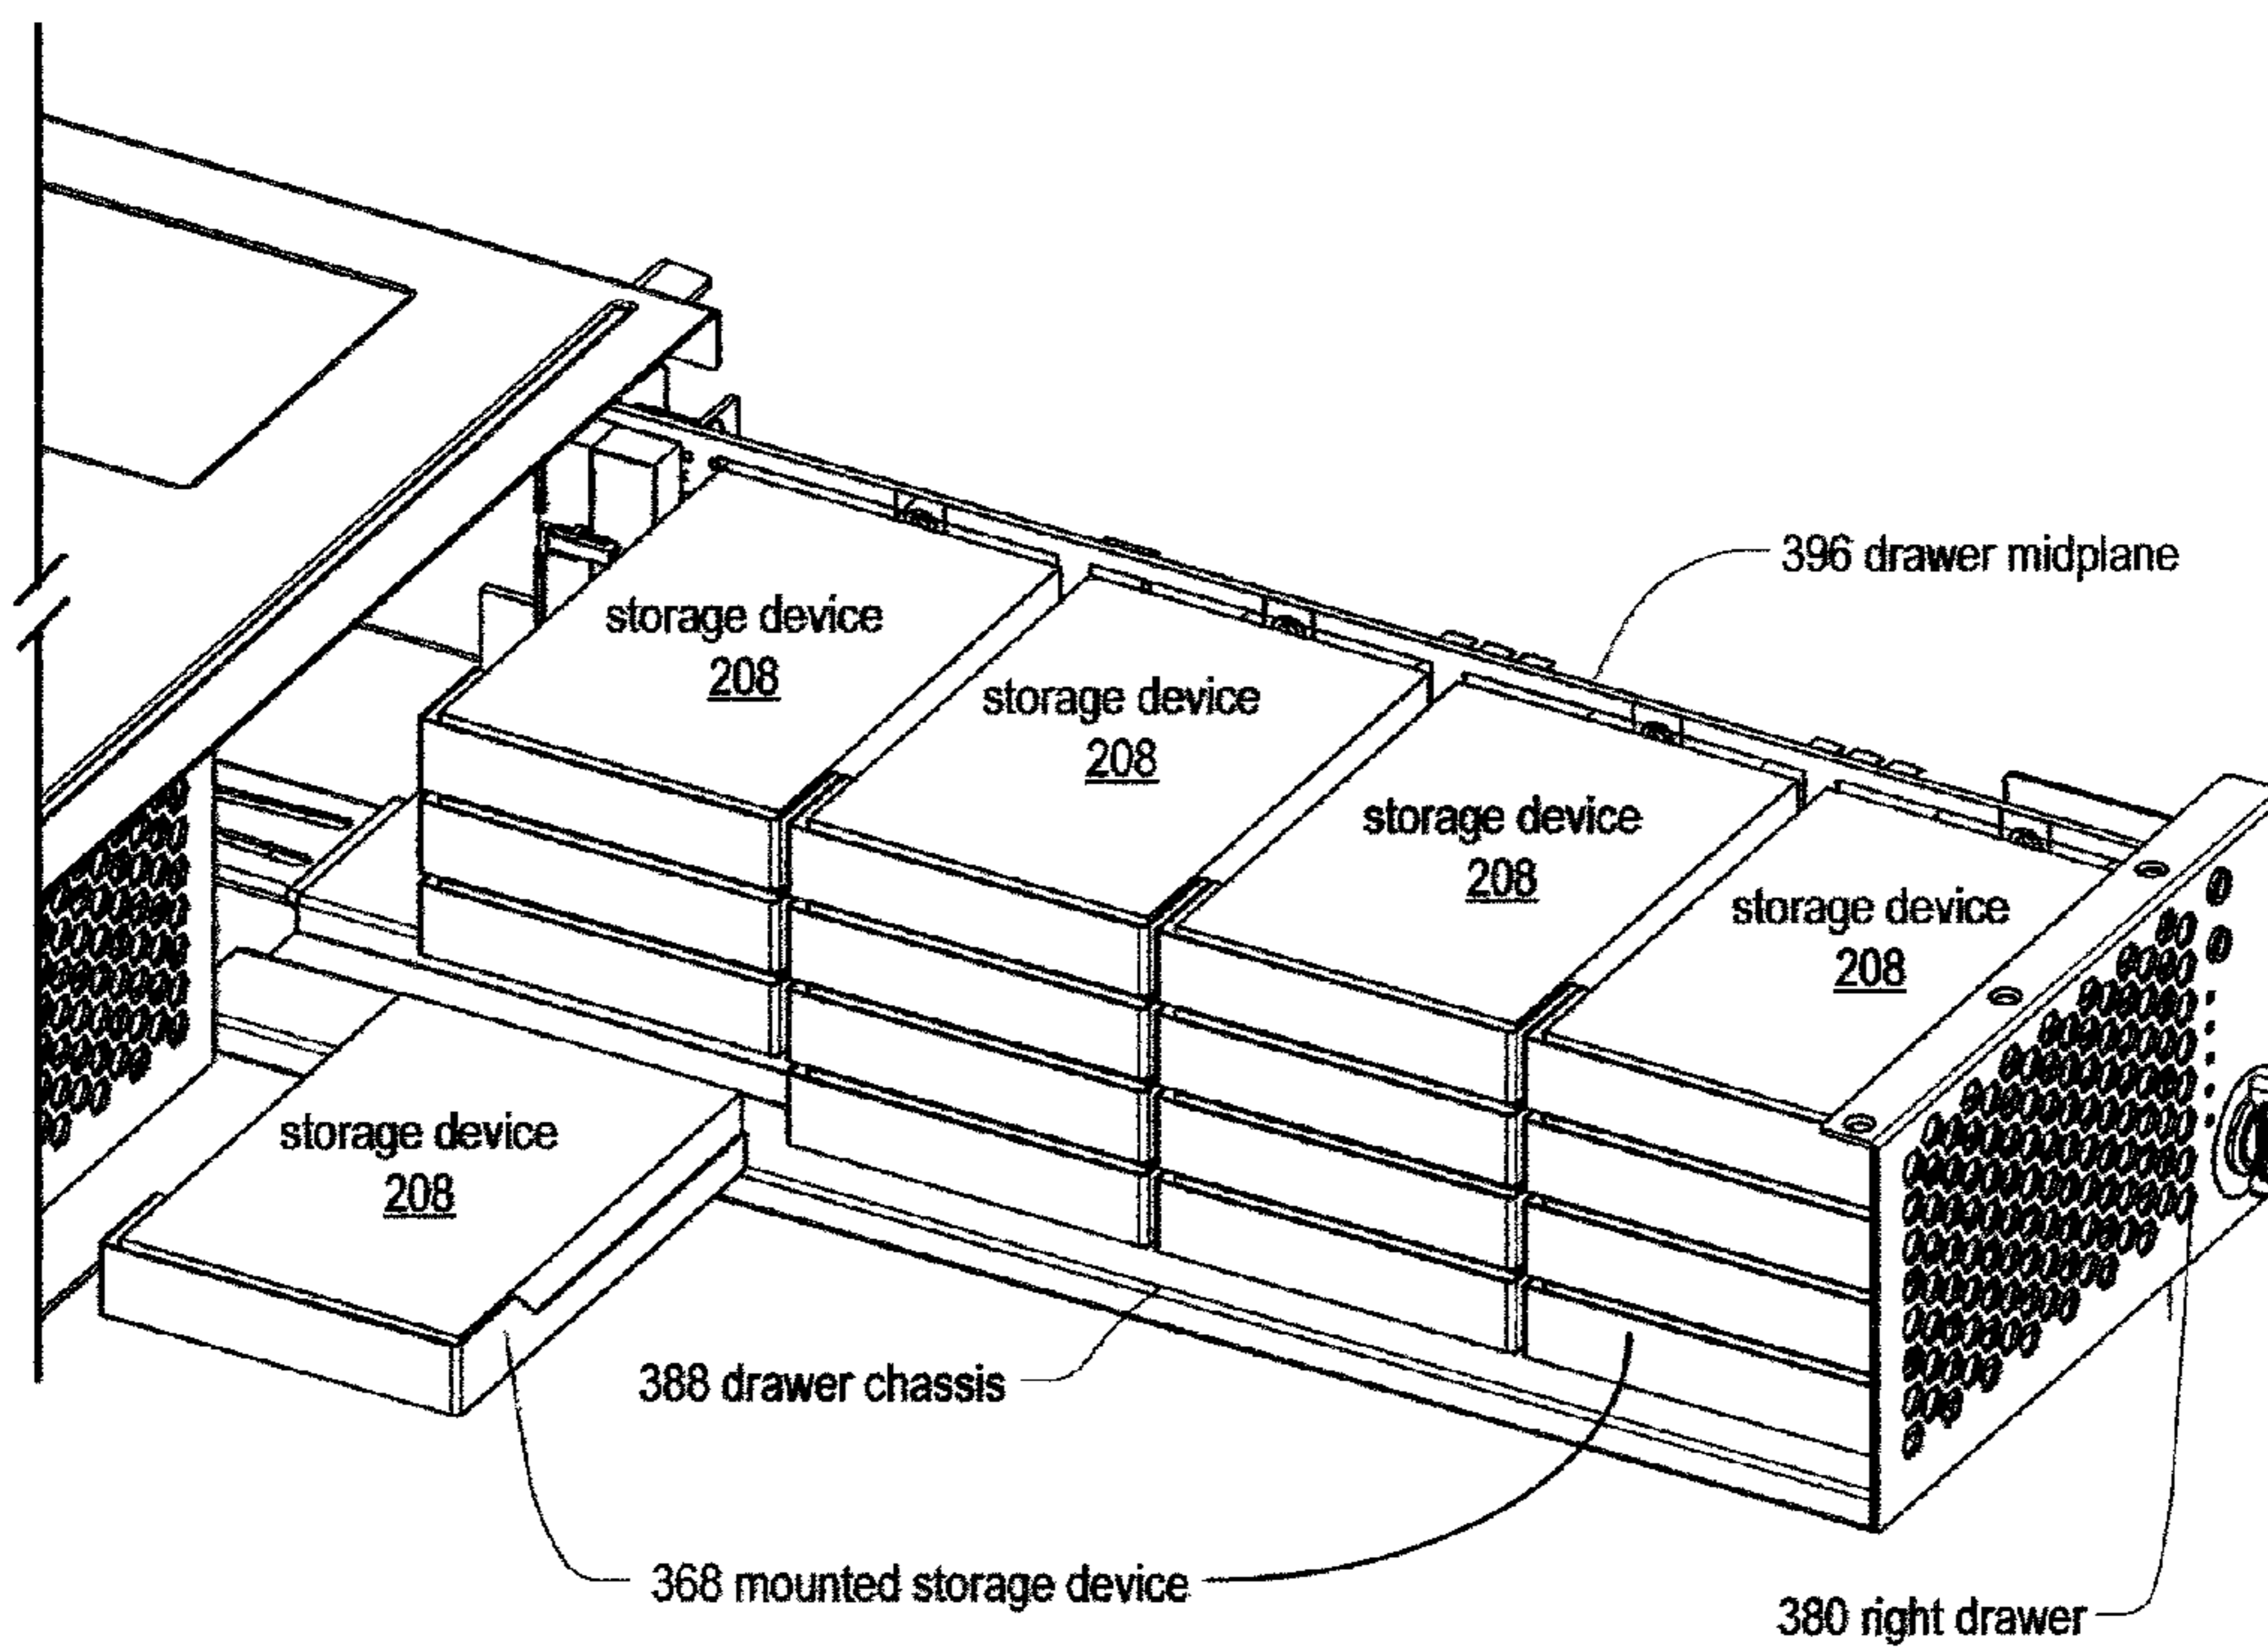 396 drawer midplane
storage device
208
storage device
208
storage device
208
storage device
208
storage device
208
388 drawer chassis
368 mounted storage device
380 right drawer